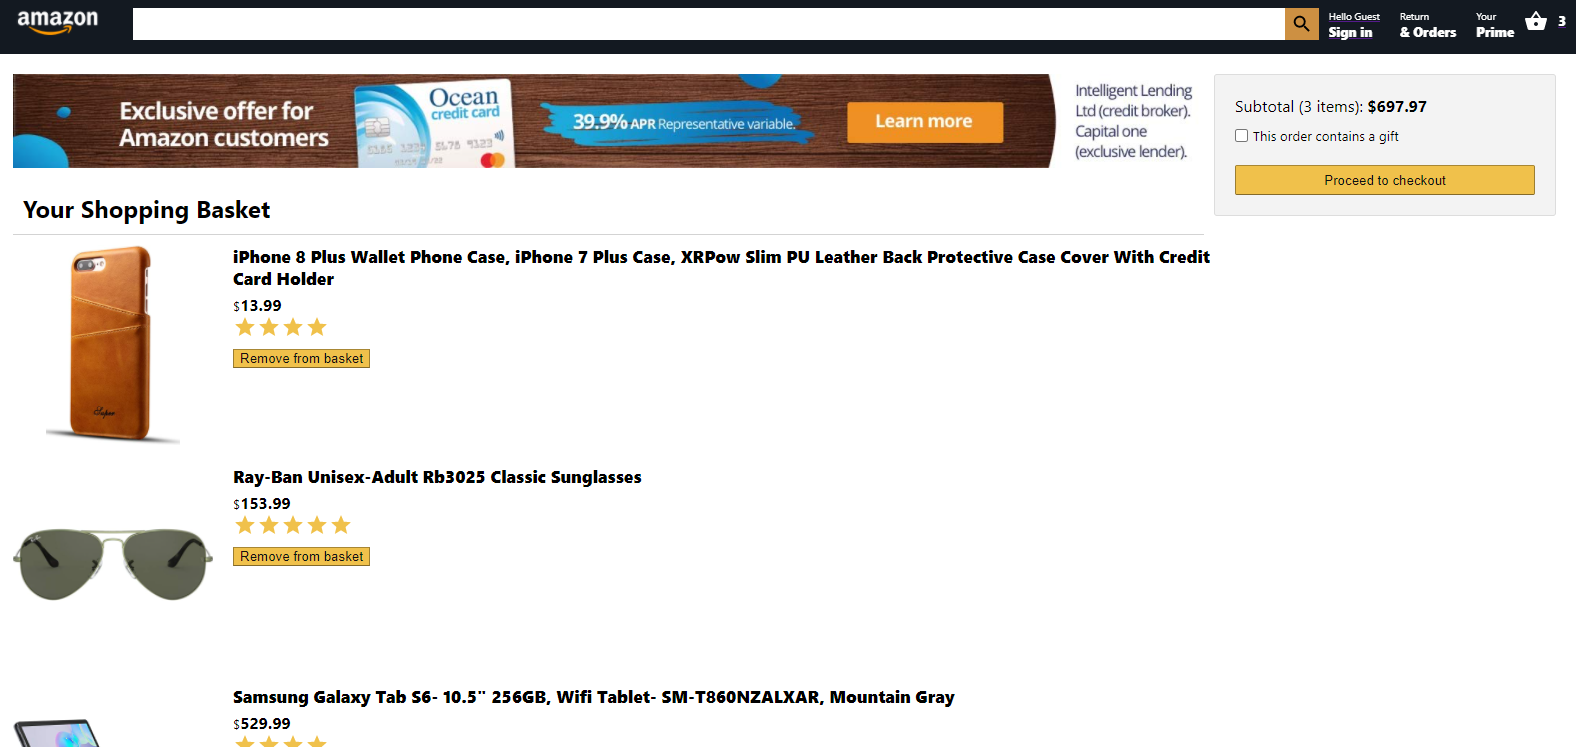 amazon
Hello Guest
Sign in
Return
& Orders
Your
Prime
3
Exclusive offer for
Amazon customers
Ocean
credit card
39.9% APR Representative variable.
Learn more
Intelligent Lending
Ltd (credit broker).
Capital one
(exclusive lender).
Subtotal (3 items): $697.97
This order contains a gift
Proceed to checkout
Your Shopping Basket
iPhone 8 Plus Wallet Phone Case, iPhone 7 Plus Case, XRPow Slim PU Leather Back Protective Case Cover With Credit
Card Holder
$13.99
Remove from basket
Ray-Ban Unisex-Adult Rb3025 Classic Sunglasses
$153.99
Remove from basket
Samsung Galaxy Tab S6- 10.5" 256GB, Wifi Tablet- SM-T860NZALXAR, Mountain Gray
$529.99